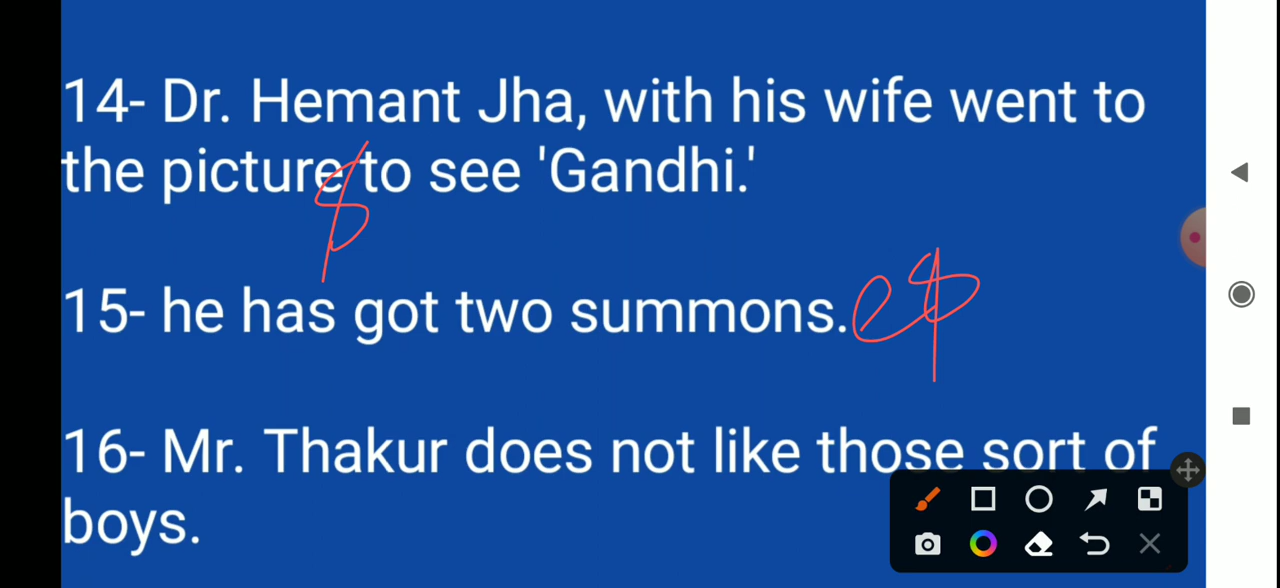 14- Dr. Hemant Jha, with his wife went to
the picture to see 'Gandhi.'
s
15- he has got two summons.
es
16- Mr. Thakur does not like those sort of
boys.